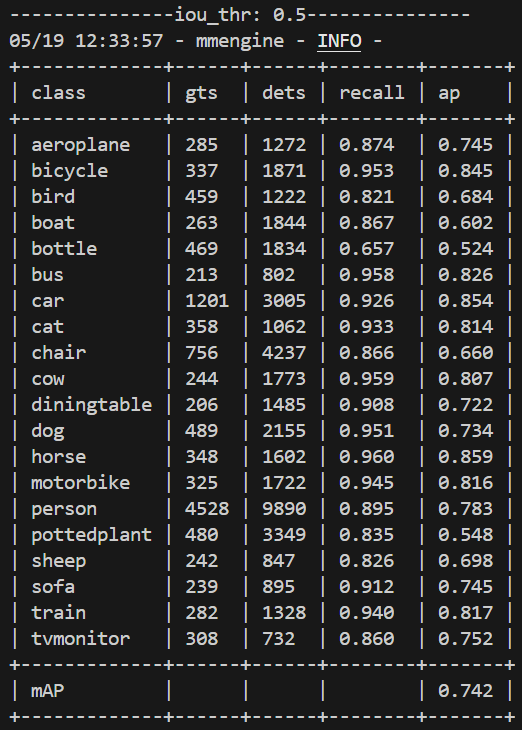 ---------------iou_thr: 0.5---------------
05/19 12:33:57 - mmengine - INFO -
+-------------+------+------+--------+-------+
| class       | gts  | dets | recall | ap    |
+-------------+------+------+--------+-------+
| aeroplane   | 285  | 1272 | 0.874  | 0.745 |
| bicycle     | 337  | 1871 | 0.953  | 0.845 |
| bird        | 459  | 1222 | 0.821  | 0.684 |
| boat        | 263  | 1844 | 0.867  | 0.602 |
| bottle      | 469  | 1834 | 0.657  | 0.524 |
| bus         | 213  | 802  | 0.958  | 0.826 |
| car         | 1201 | 3005 | 0.926  | 0.854 |
| cat         | 358  | 1062 | 0.933  | 0.814 |
| chair       | 756  | 4237 | 0.866  | 0.660 |
| cow         | 244  | 1773 | 0.959  | 0.807 |
| diningtable | 206  | 1485 | 0.908  | 0.722 |
| dog         | 489  | 2155 | 0.951  | 0.734 |
| horse       | 348  | 1602 | 0.960  | 0.859 |
| motorbike   | 325  | 1722 | 0.945  | 0.816 |
| person      | 4528 | 9890 | 0.895  | 0.783 |
| pottedplant | 480  | 3349 | 0.835  | 0.548 |
| sheep       | 242  | 847  | 0.826  | 0.698 |
| sofa        | 239  | 895  | 0.912  | 0.745 |
| train       | 282  | 1328 | 0.940  | 0.817 |
| tvmonitor   | 308  | 732  | 0.860  | 0.752 |
+-------------+------+------+--------+-------+
| mAP         |      |      |        | 0.742 |
+-------------+------+------+--------+-------+